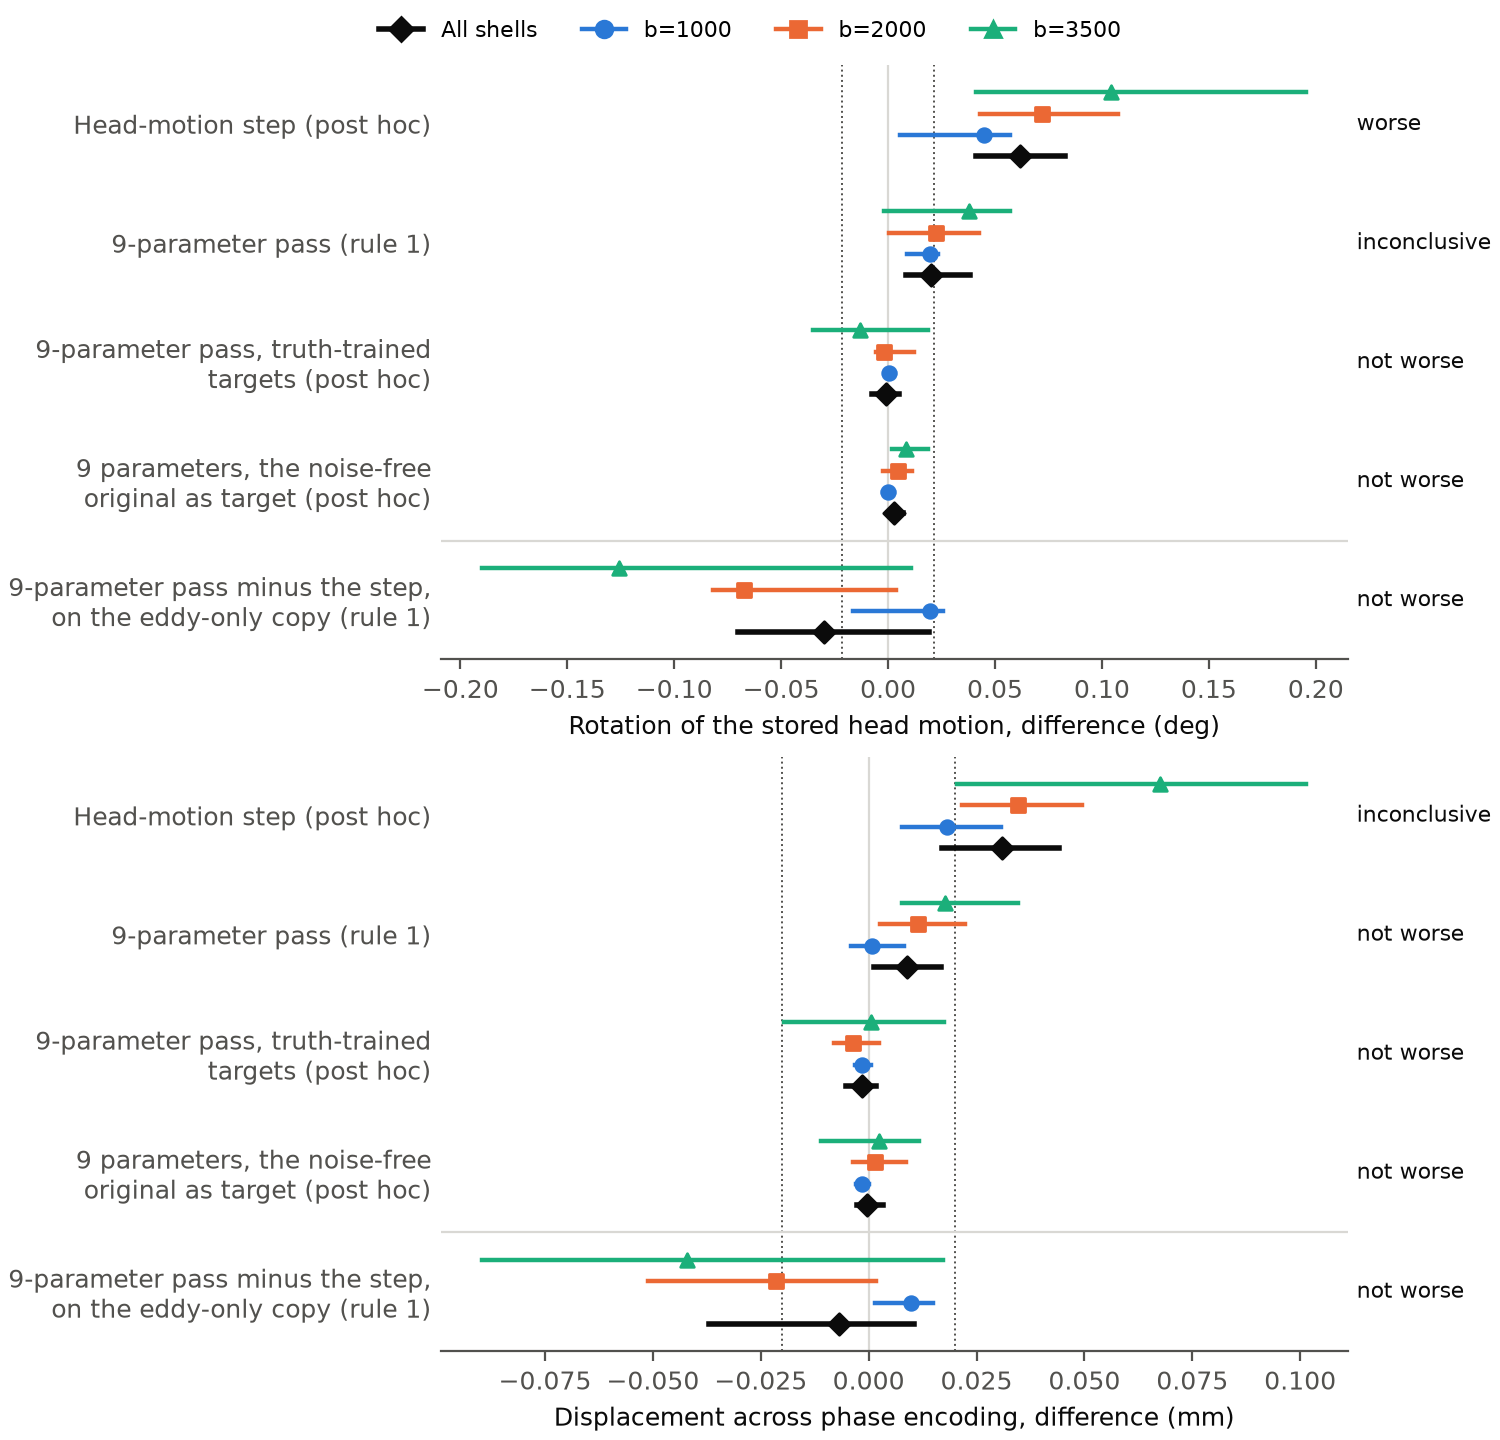 All shells
b=1000
b=2000
b=3500
Head-motion step (post hoc)
worse
9-parameter pass (rule 1)
inconclusive
9-parameter pass, truth-trained
targets (post hoc)
not worse
9 parameters, the noise-free
original as target (post hoc)
not worse
9-parameter pass minus the step,
on the eddy-only copy (rule 1)
not worse
−0.20 −0.15 −0.10 −0.05 0.00 0.05 0.10 0.15 0.20
Rotation of the stored head motion, difference (deg)
Head-motion step (post hoc)
inconclusive
9-parameter pass (rule 1)
not worse
9-parameter pass, truth-trained
targets (post hoc)
not worse
9 parameters, the noise-free
original as target (post hoc)
not worse
9-parameter pass minus the step,
on the eddy-only copy (rule 1)
not worse
−0.075 −0.050 −0.025 0.000 0.025 0.050 0.075 0.100
Displacement across phase encoding, difference (mm)